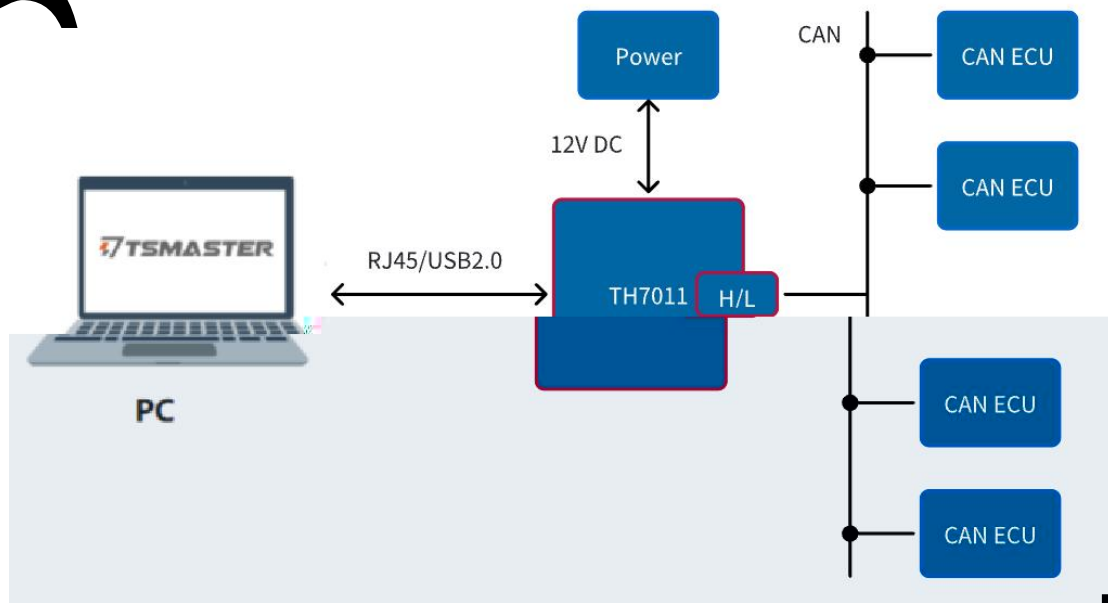 Power
CAN
CAN ECU
12V DC
CAN ECU
TSMASTER
RJ45/USB2.0
TH7011
H/L
PC
CAN ECU
CAN ECU